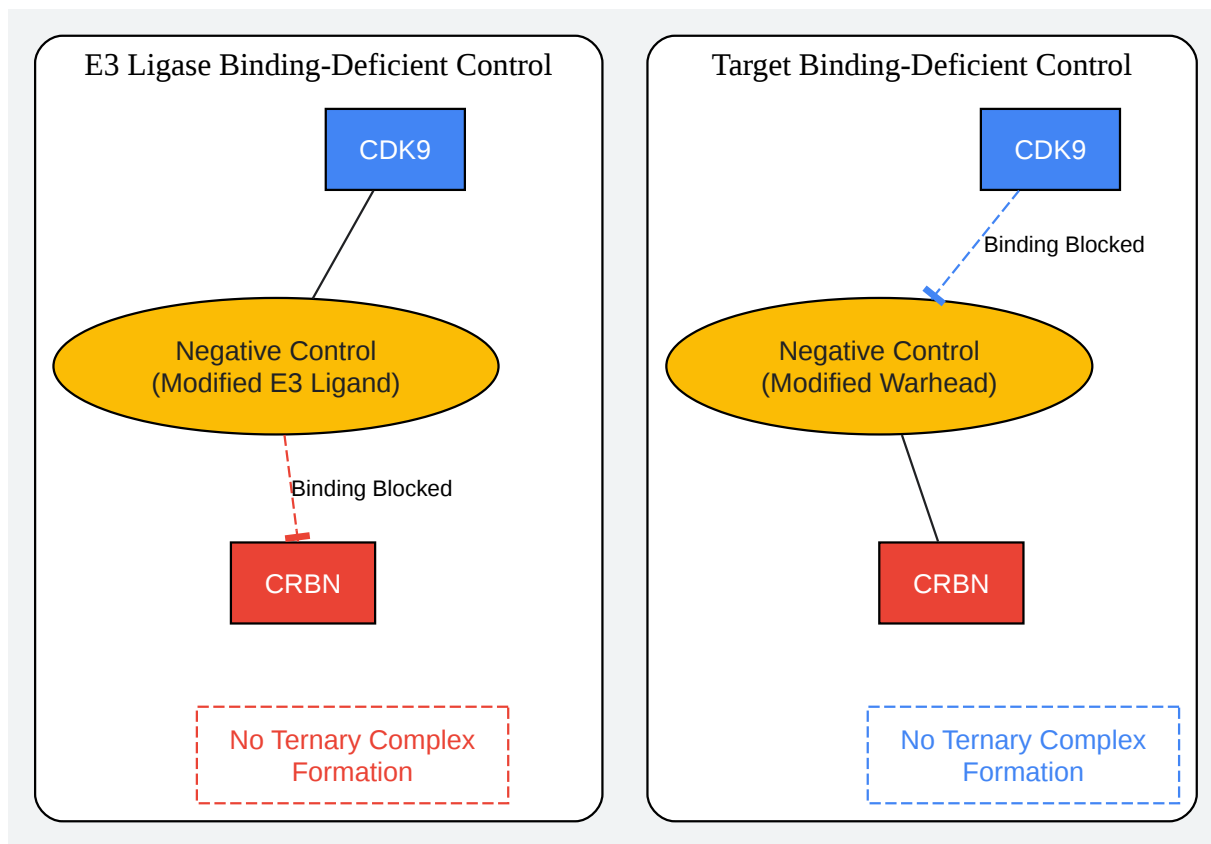 E3 Ligase Binding-Deficient Control
CDK9
Negative Control
(Modified E3 Ligand)
Binding Blocked
CRBN
No Ternary Complex
Formation
Target Binding-Deficient Control
CDK9
Binding Blocked
Negative Control
(Modified Warhead)
CRBN
No Ternary Complex
Formation